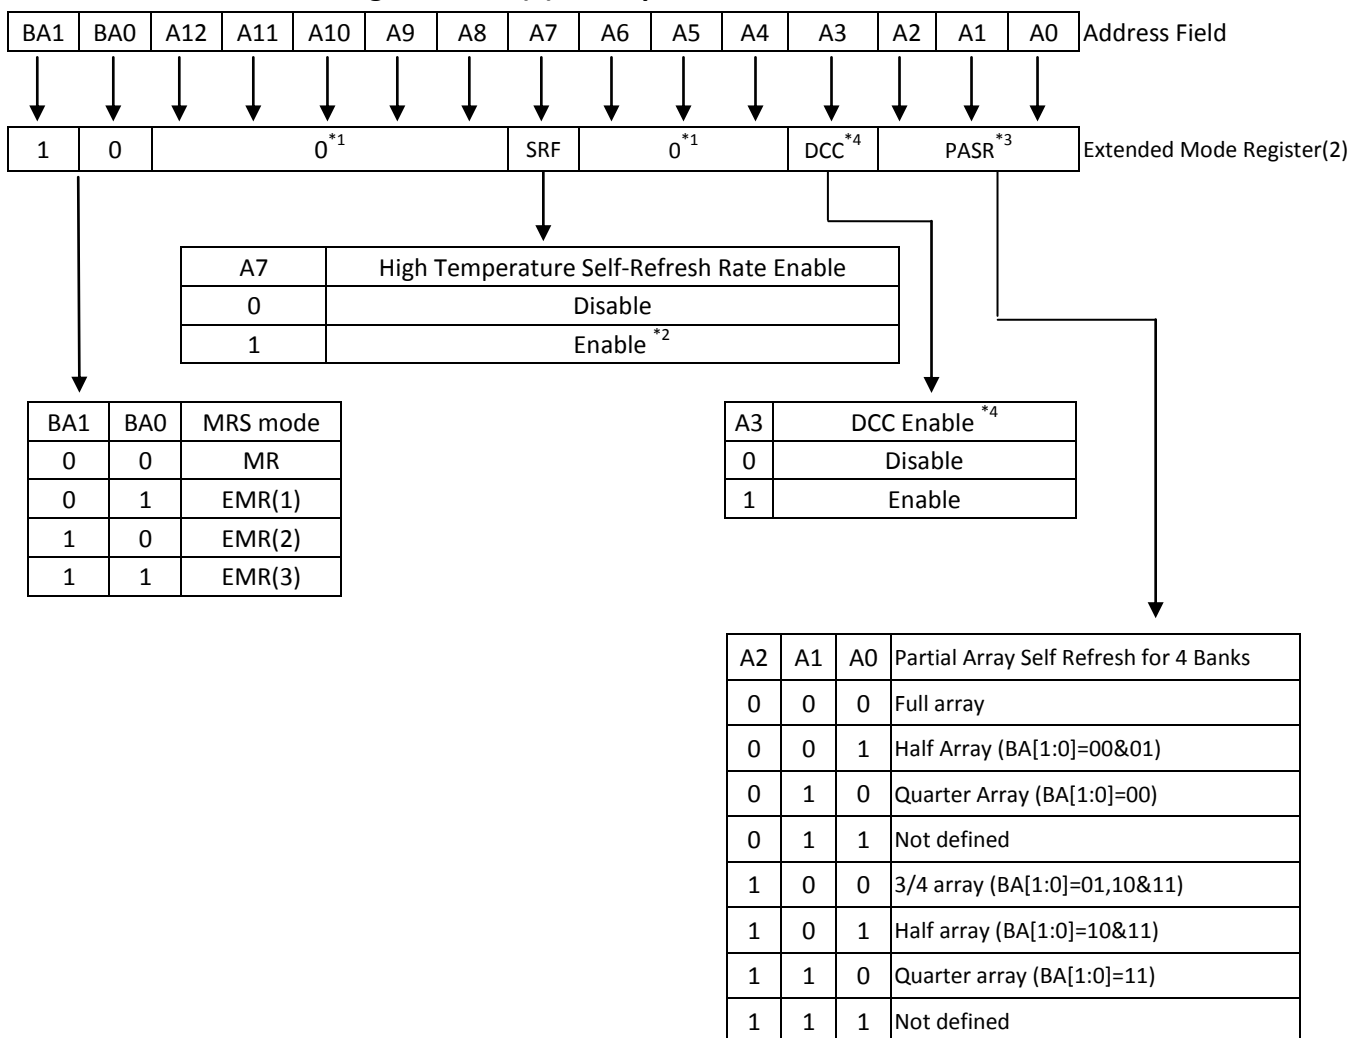 BA1 BA0 A12 A11 A10 A9 A8 A7 A6 A5 A4 A3 A2 A1 A0 Address Field
1 0 0*1 SRF 0*1 DCC*4 PASR*3 Extended Mode Register(2)
A7 High Temperature Self-Refresh Rate Enable
0 Disable
1 Enable *2
BA1 BA0 MRS mode
0 0 MR
0 1 EMR(1)
1 0 EMR(2)
1 1 EMR(3)
A3 DCC Enable *4
0 Disable
1 Enable
A2 A1 A0 Partial Array Self Refresh for 4 Banks
0 0 0 Full array
0 0 1 Half Array (BA[1:0]=00&01)
0 1 0 Quarter Array (BA[1:0]=00)
0 1 1 Not defined
1 0 0 3/4 array (BA[1:0]=01,10&11)
1 0 1 Half array (BA[1:0]=10&11)
1 1 0 Quarter array (BA[1:0]=11)
1 1 1 Not defined